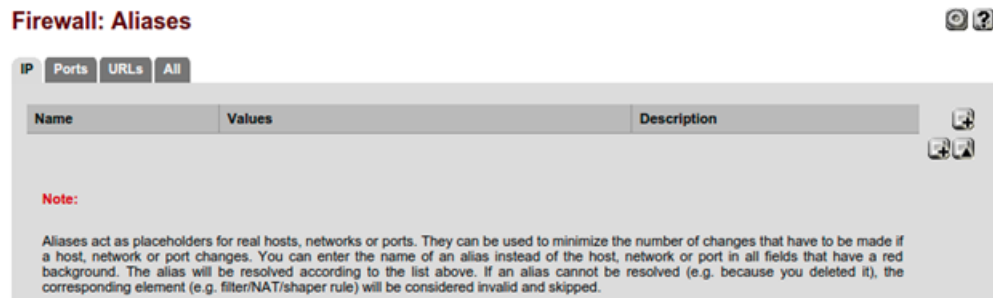 Firewall: Aliases
?
IP Ports URLs All
Name Values Description
Note:
Aliases act as placeholders for real hosts, networks or ports. They can be used to minimize the number of changes that have to be made if
a host, network or port changes. You can enter the name of an alias instead of the host, network or port in all fields that have a red
background. The alias will be resolved according to the list above. If an alias cannot be resolved (e.g. because you deleted it), the
corresponding element (e.g. filter/NAT/shaper rule) will be considered invalid and skipped.